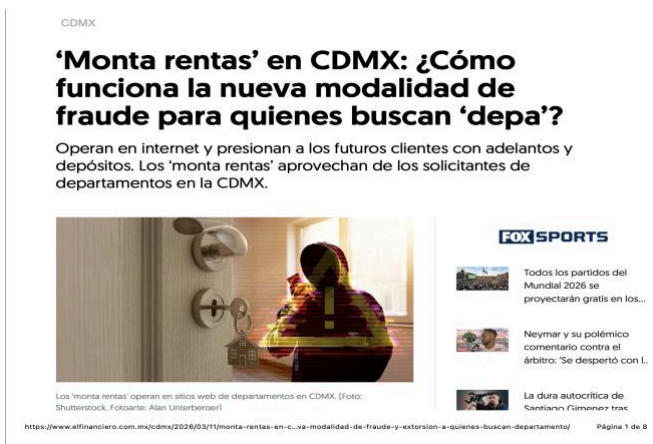 CDMX
‘Monta rentas’ en CDMX: ¿Cómo
funciona la nueva modalidad de
fraude para quienes buscan ‘depa’?
Operan en internet y presionan a los futuros clientes con adelantos y
depósitos. Los ‘monta rentas’ aprovechan de los solicitantes de
departamentos en la CDMX.
FOX SPORTS
Todos los partidos del
Mundial 2026 se
proyectarán gratis en los...
Neymar y su polémico
comentario contra el
árbitro: ‘Se despertó con l..
La dura autocrítica de
Santiago Gimenez tras
Los ‘monta rentas’ operan en sitios web de departamentos en CDMX. [Foto:
Shutterstock. Fotoarte: Alan Unterberger]
https://www.elfinanciero.com.mx/cdmx/2026/03/11/monta-rentas-en-c...va-modalidad-de-fraude-y-extorsion-a-quienes-buscan-departamento/
Página 1 de 8